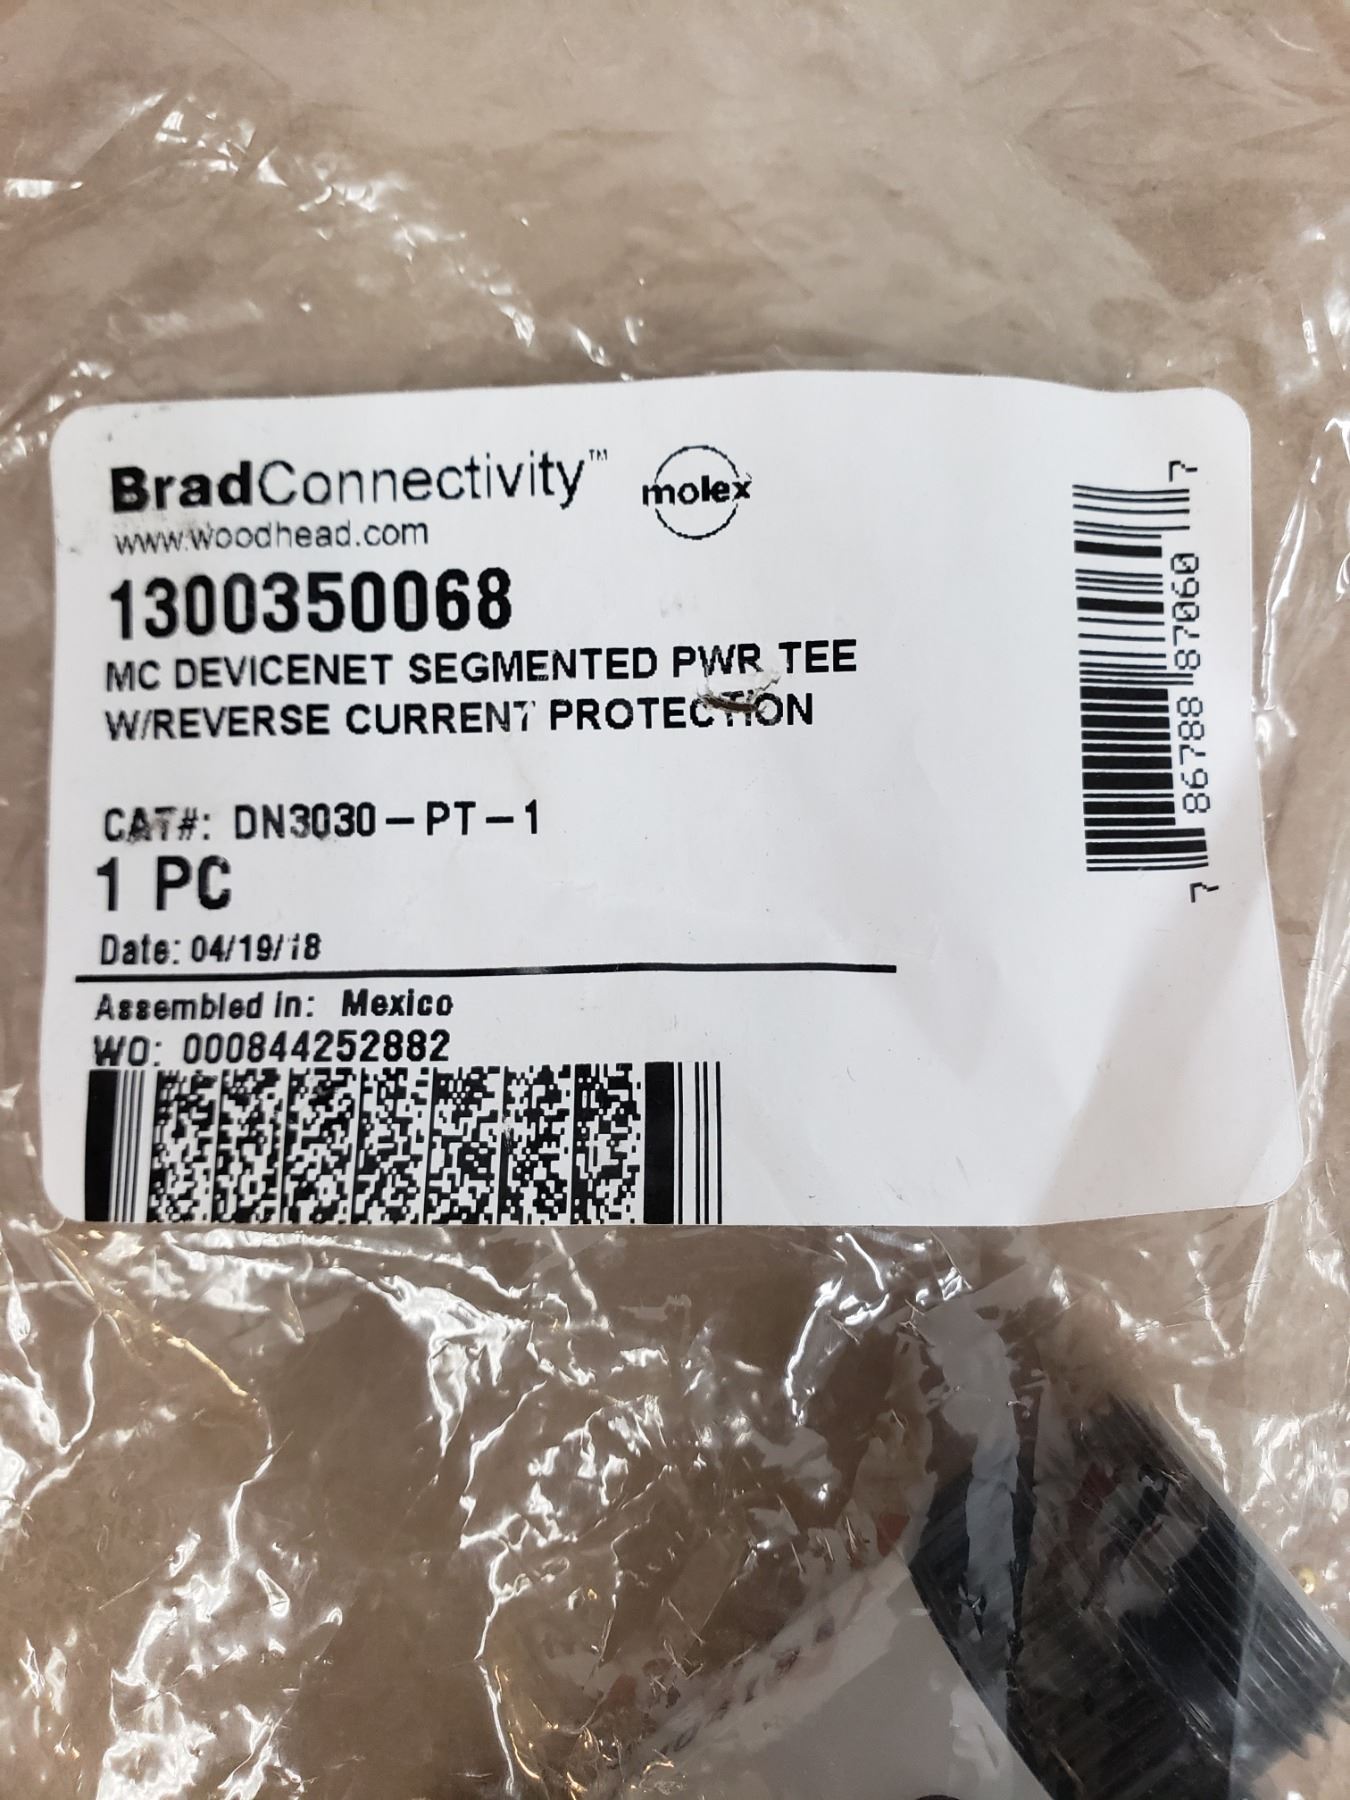 BradConnectivity™
molex
www.woodhead.com
1300350068
MC DEVICENET SEGMENTED PWR TEE
W/REVERSE CURRENT PROTECTION
CAT#: DN3030-PT-1
1 PC
Date: 04/19/18
Assembled in: Mexico
WO: 000844252882
7 86788 87060 7